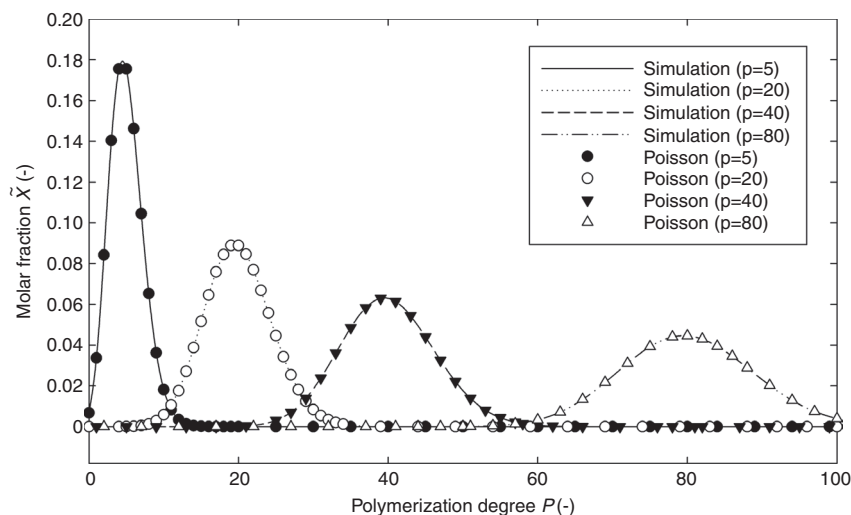 0.20
0.18
0.16
0.14
0.12
0.10
0.08
0.06
0.04
0.02
0
Molar fraction X̃ (-)
Simulation (p=5)
Simulation (p=20)
Simulation (p=40)
Simulation (p=80)
Poisson (p=5)
Poisson (p=20)
Poisson (p=40)
Poisson (p=80)
0 20 40 60 80 100
Polymerization degree P (-)